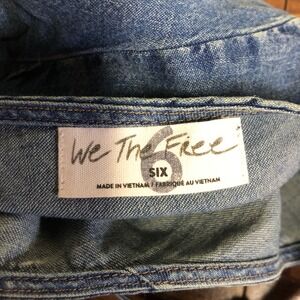 We The Free
6
SIX
MADE IN VIETNAM / FABRIQUÉ AU VIETNAM